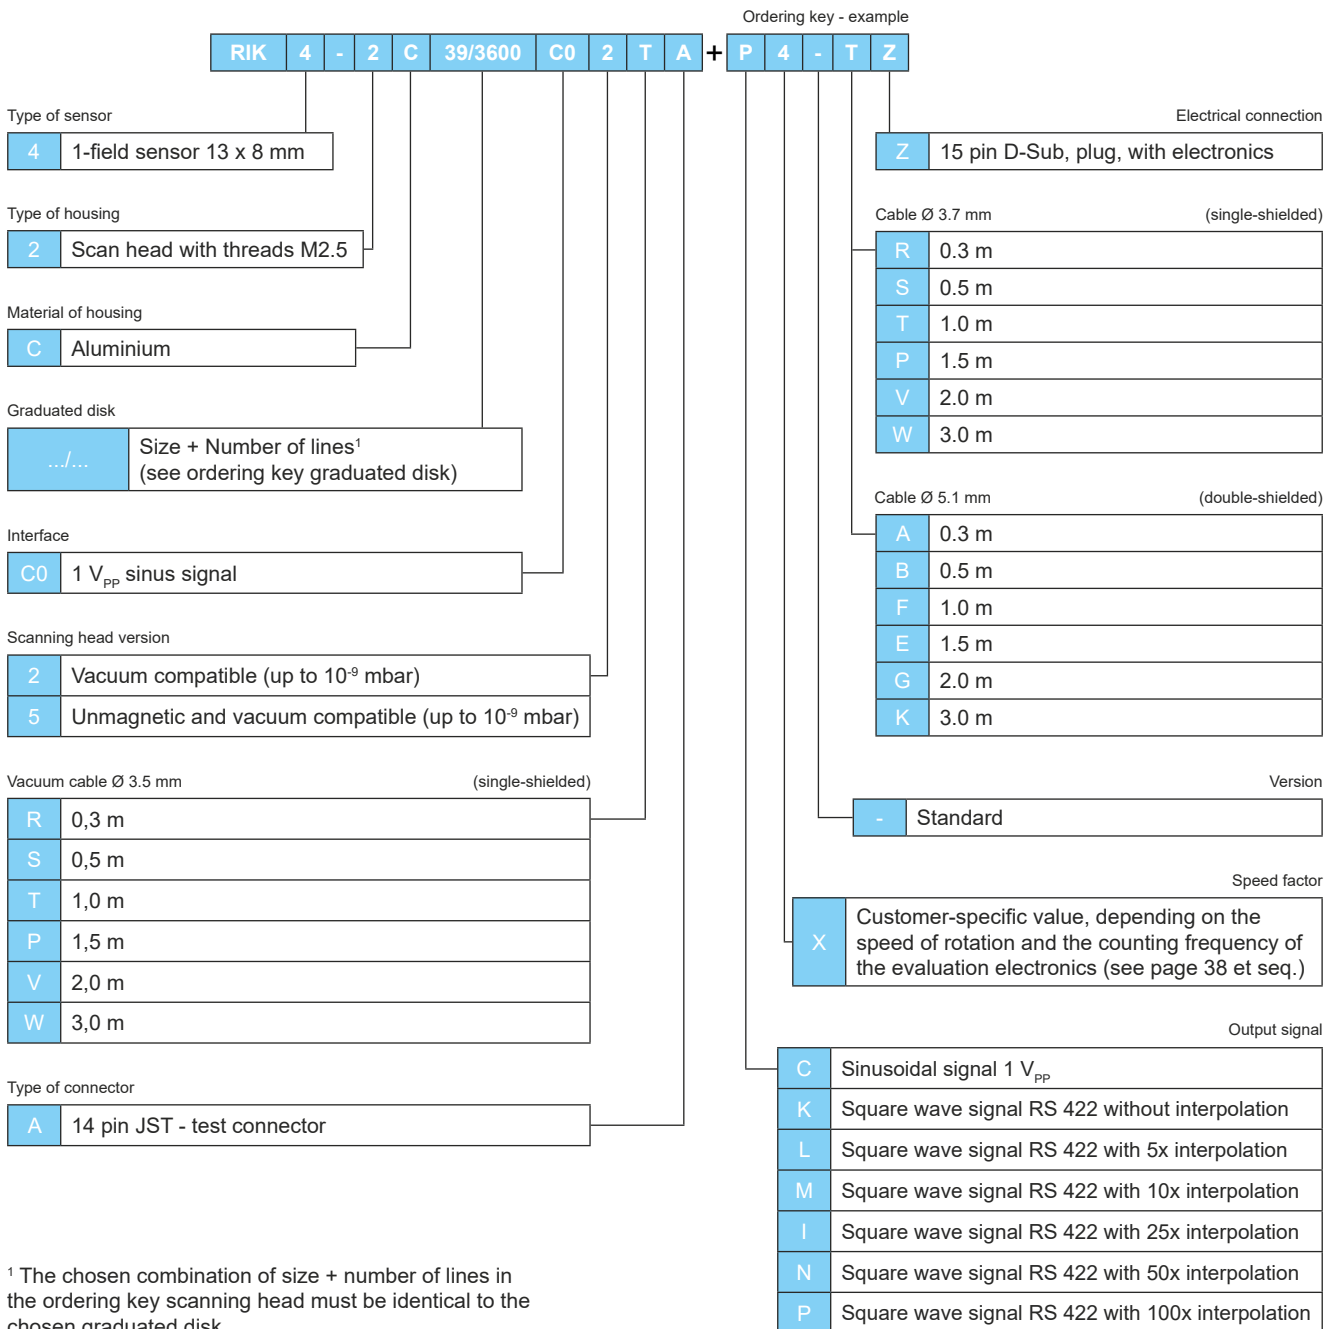 Ordering key - example
RIK 4 - 2 C 39/3600 C0 2 T A + P 4 - T Z
Type of sensor
4 1-field sensor 13 x 8 mm
Type of housing
2 Scan head with threads M2.5
Material of housing
C Aluminium
Graduated disk
.../... Size + Number of lines¹
(see ordering key graduated disk)
Interface
C0 1 VPP sinus signal
Scanning head version
2 Vacuum compatible (up to 10⁻⁹ mbar)
5 Unmagnetic and vacuum compatible (up to 10⁻⁹ mbar)
Vacuum cable Ø 3.5 mm (single-shielded)
R 0,3 m
S 0,5 m
T 1,0 m
P 1,5 m
V 2,0 m
W 3,0 m
Type of connector
A 14 pin JST - test connector
¹ The chosen combination of size + number of lines in
the ordering key scanning head must be identical to the
chosen graduated disk
Electrical connection
Z 15 pin D-Sub, plug, with electronics
Cable Ø 3.7 mm (single-shielded)
R 0.3 m
S 0.5 m
T 1.0 m
P 1.5 m
V 2.0 m
W 3.0 m
Cable Ø 5.1 mm (double-shielded)
A 0.3 m
B 0.5 m
F 1.0 m
E 1.5 m
G 2.0 m
K 3.0 m
Version
- Standard
Speed factor
X Customer-specific value, depending on the
speed of rotation and the counting frequency of
the evaluation electronics (see page 38 et seq.)
Output signal
C Sinusoidal signal 1 VPP
K Square wave signal RS 422 without interpolation
L Square wave signal RS 422 with 5x interpolation
M Square wave signal RS 422 with 10x interpolation
I Square wave signal RS 422 with 25x interpolation
N Square wave signal RS 422 with 50x interpolation
P Square wave signal RS 422 with 100x interpolation